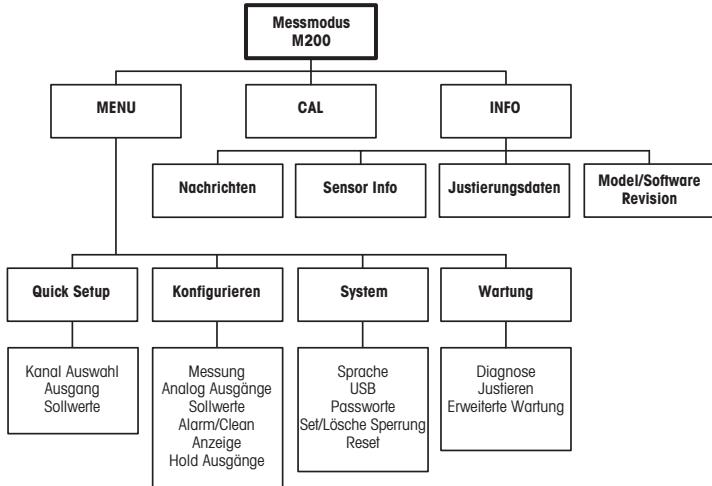 Messmodus
M200
MENU
CAL
INFO
Nachrichten
Sensor Info
Justierungsdaten
Model/Software
Revision
Quick Setup
Konfigurieren
System
Wartung
Kanal Auswahl
Ausgang
Sollwerte
Messung
Analog Ausgänge
Sollwerte
Alarm/Clean
Anzeige
Hold Ausgänge
Sprache
USB
Passworte
Set/Lösche Sperrung
Reset
Diagnose
Justieren
Erweiterte Wartung